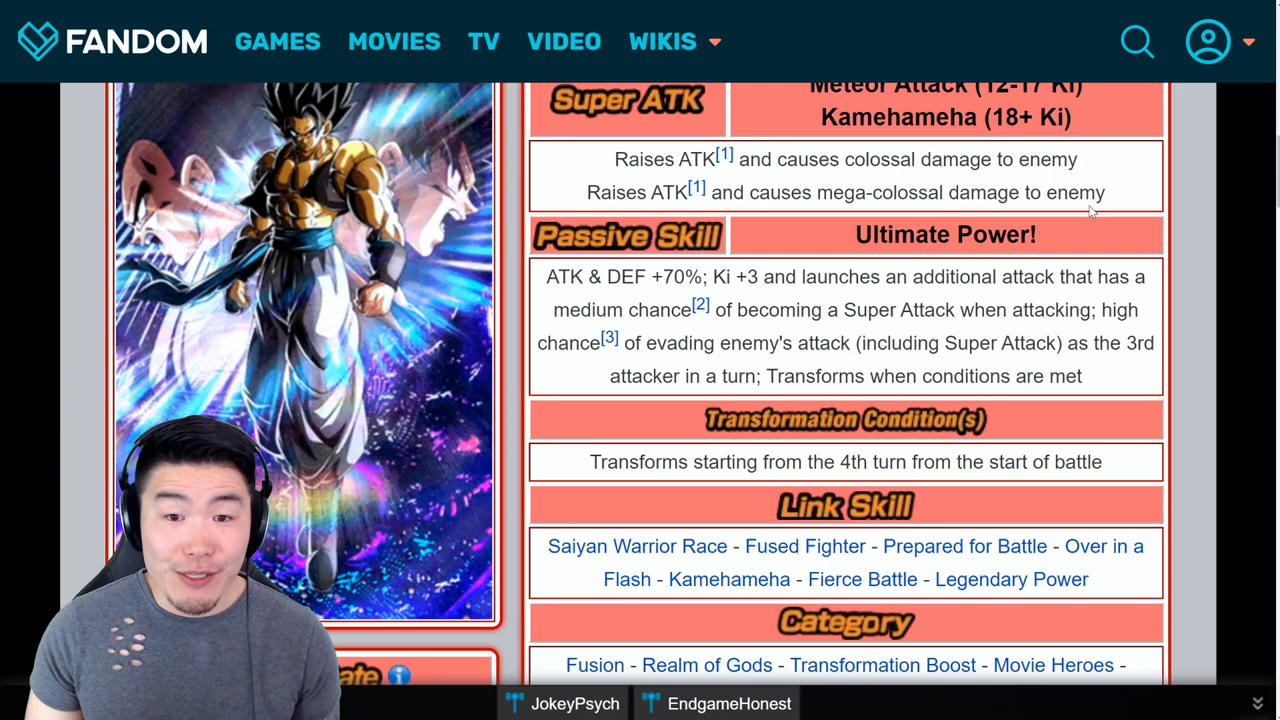 FANDOM GAMES MOVIES TV VIDEO WIKIS
Super ATK
Meteor Attack (12-17 Ki)
Kamehameha (18+ Ki)
Raises ATK[1] and causes colossal damage to enemy
Raises ATK[1] and causes mega-colossal damage to enemy
Passive Skill
Ultimate Power!
ATK & DEF +70%; Ki +3 and launches an additional attack that has a
medium chance[2] of becoming a Super Attack when attacking; high
chance[3] of evading enemy's attack (including Super Attack) as the 3rd
attacker in a turn; Transforms when conditions are met
Transformation Condition(s)
Transforms starting from the 4th turn from the start of battle
Link Skill
Saiyan Warrior Race - Fused Fighter - Prepared for Battle - Over in a
Flash - Kamehameha - Fierce Battle - Legendary Power
Category
Fusion - Realm of Gods - Transformation Boost - Movie Heroes -
ate i
JokeyPsych EndgameHonest